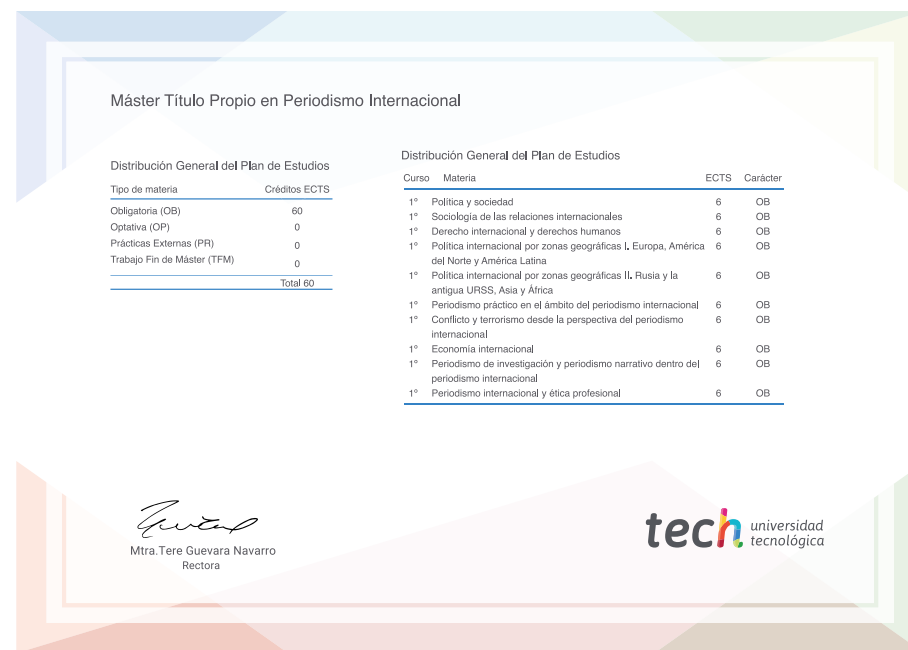 Máster Título Propio en Periodismo Internacional
Distribución General del Plan de Estudios
Tipo de materia Créditos ECTS
Obligatoria (OB) 60
Optativa (OP) 0
Prácticas Externas (PR) 0
Trabajo Fin de Máster (TFM) 0
Total 60
Distribución General del Plan de Estudios
Curso Materia ECTS Carácter
1º Política y sociedad 6 OB
1º Sociología de las relaciones internacionales 6 OB
1º Derecho internacional y derechos humanos 6 OB
1º Política internacional por zonas geográficas I. Europa, América 6 OB
del Norte y América Latina
1º Política internacional por zonas geográficas II. Rusia y la 6 OB
antigua URSS, Asia y África
1º Periodismo práctico en el ámbito del periodismo internacional 6 OB
1º Conflicto y terrorismo desde la perspectiva del periodismo 6 OB
internacional
1º Economía internacional 6 OB
1º Periodismo de investigación y periodismo narrativo dentro del 6 OB
periodismo internacional
1º Periodismo internacional y ética profesional 6 OB
Mtra.Tere Guevara Navarro
Rectora
tech universidad
tecnológica